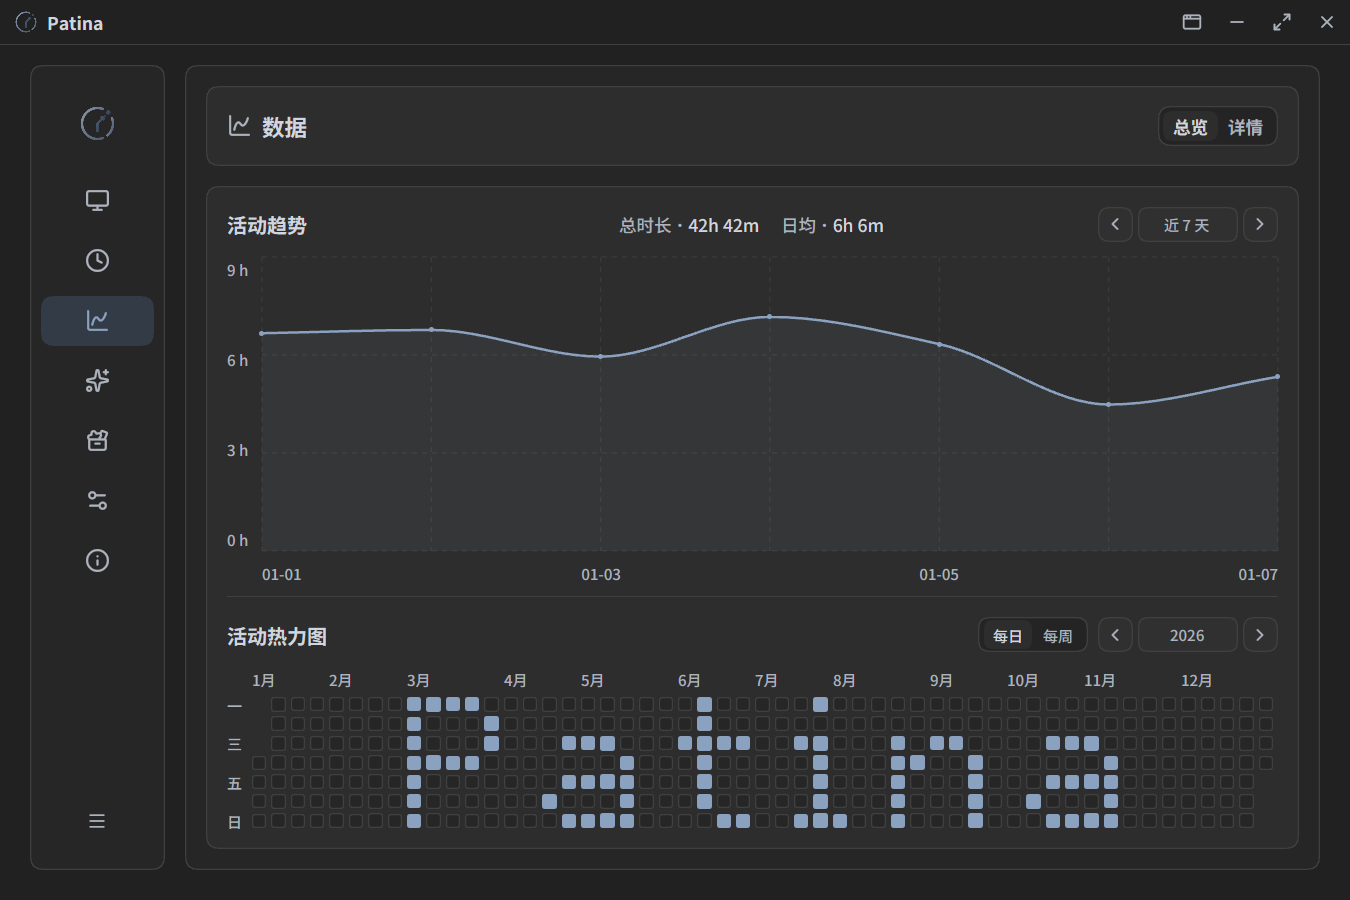 Patina
数据
总览 详情
活动趋势 总时长 · 42h 42m 日均 · 6h 6m 近 7 天
9 h
6 h
3 h
0 h
01-01 01-03 01-05 01-07
活动热力图 每日 每周 2026
1月 2月 3月 4月 5月 6月 7月 8月 9月 10月 11月 12月
一
三
五
日